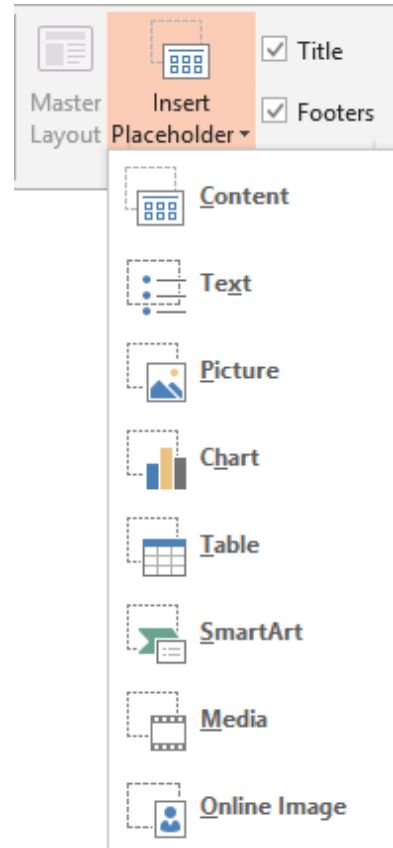 Master
Layout
Insert
Placeholder
Title
Footers
Content
Text
Picture
Chart
Table
SmartArt
Media
Online Image